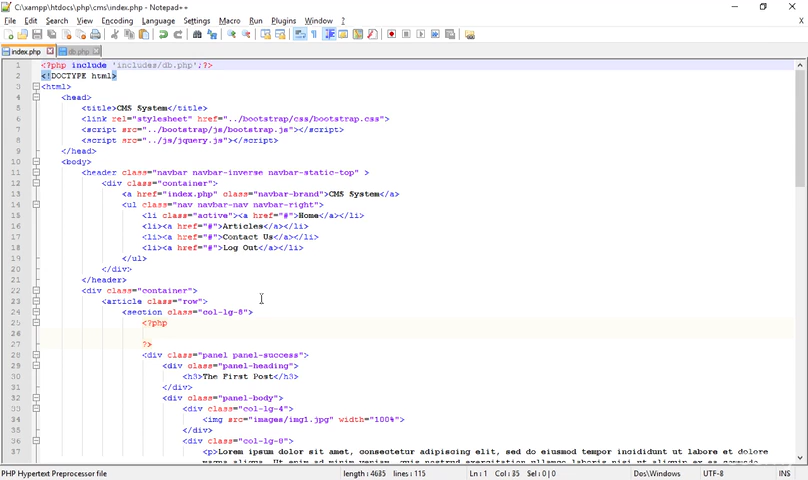 C:\xampp\htdocs\php\cms\index.php - Notepad++
File Edit Search View Encoding Language Settings Macro Run Plugins Window ? X
index.php db.php
1 <?php include 'includes/db.php';?>
2 <!DOCTYPE html>
3 <html>
4 <head>
5 <title>CMS System</title>
6 <link rel="stylesheet" href="../bootstrap/css/bootstrap.css">
7 <script src="../bootstrap/js/bootstrap.js"></script>
8 <script src="../js/jquery.js"></script>
9 </head>
10 <body>
11 <header class="navbar navbar-inverse navbar-static-top" >
12 <div class="container">
13 <a href="index.php" class="navbar-brand">CMS System</a>
14 <ul class="nav navbar-nav navbar-right">
15 <li class="active"><a href="#">Home</a></li>
16 <li><a href="#">Articles</a></li>
17 <li><a href="#">Contact Us</a></li>
18 <li><a href="#">Log Out</a></li>
19 </ul>
20 </div>
21 </header>
22 <div class="container">
23 <article class="row">
24 <section class="col-lg-8">
25 <?php
26
27 ?>
28 <div class="panel panel-success">
29 <div class="panel-heading">
30 <h3>The First Post</h3>
31 </div>
32 <div class="panel-body">
33 <div class="col-lg-4">
34 <img src="images/img1.jpg" width="100%">
35 </div>
36 <div class="col-lg-8">
37 <p>Lorem ipsum dolor sit amet, consectetur adipiscing elit, sed do eiusmod tempor incididunt ut labore et dolore
PHP Hypertext Preprocessor file length : 4635 lines : 115 Ln : 1 Col : 35 Sel : 0 | 0 Dos\Windows UTF-8 INS